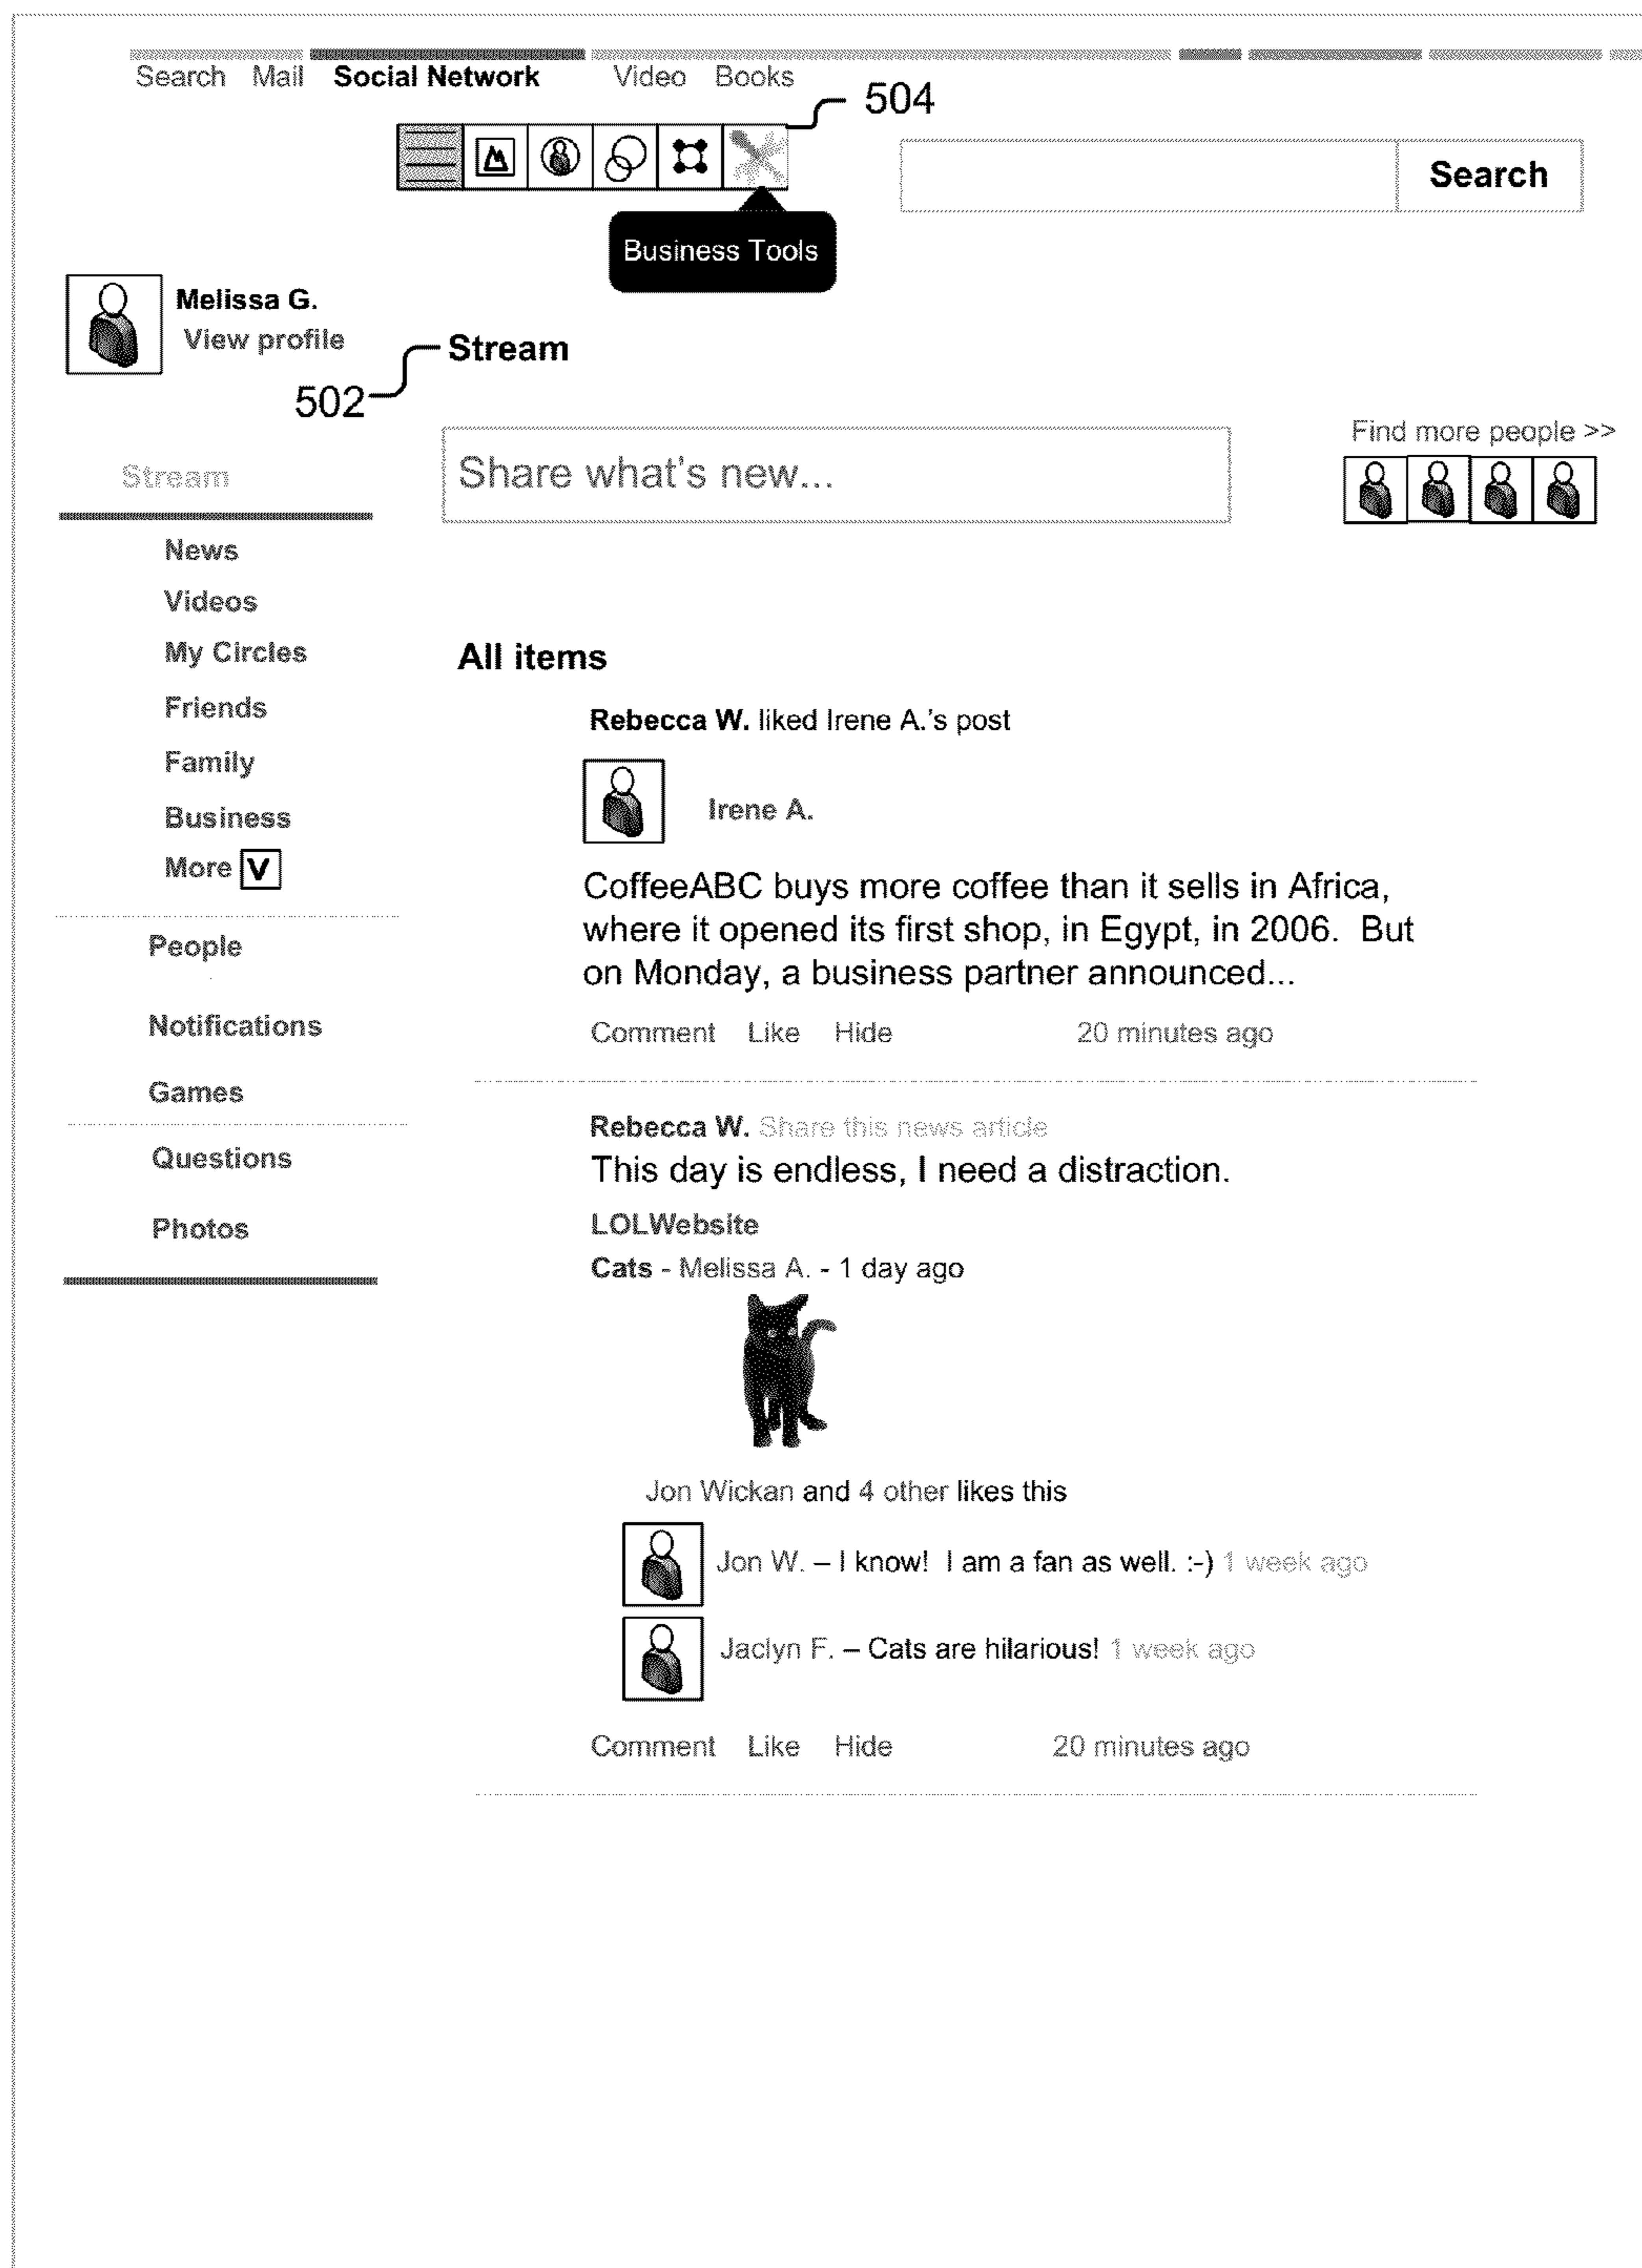 Search Mail Social Network Video Books
504
Search
Business Tools
Melissa G.
View profile
502
Stream
Find more people >>
Stream
Share what's new...
News
Videos
My Circles
Friends
Family
Business
More V
People
Notifications
Games
Questions
Photos
All items
Rebecca W. liked Irene A.'s post
Irene A.
CoffeeABC buys more coffee than it sells in Africa,
where it opened its first shop, in Egypt, in 2006. But
on Monday, a business partner announced...
Comment Like Hide 20 minutes ago
Rebecca W. Share this news article
This day is endless, I need a distraction.
LOLWebsite
Cats - Melissa A. - 1 day ago
Jon Wickan and 4 other likes this
Jon W. – I know! I am a fan as well. :-) 1 week ago
Jaclyn F. – Cats are hilarious! 1 week ago
Comment Like Hide 20 minutes ago